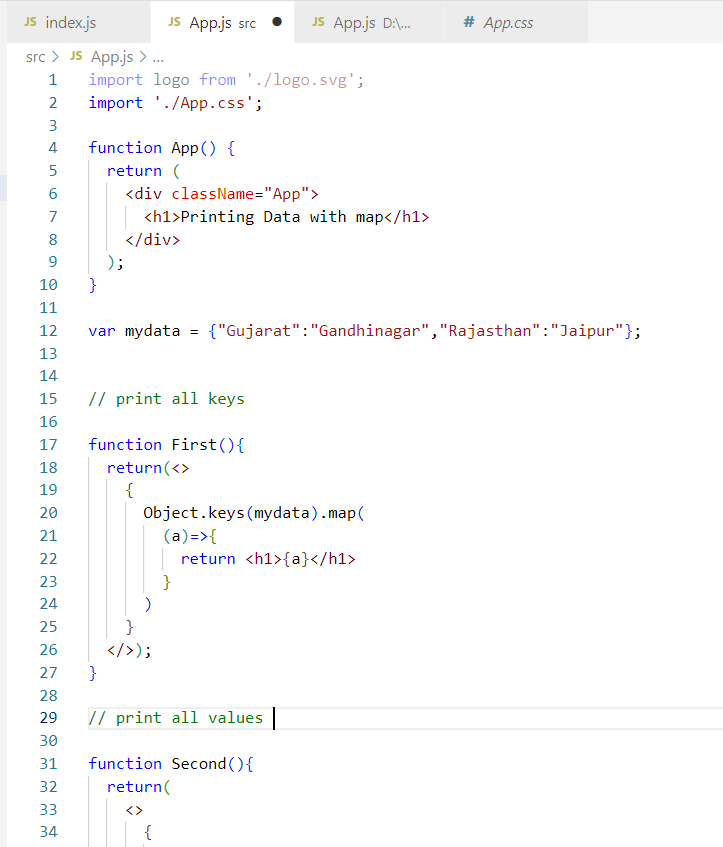 JS index.js JS App.js src ● JS App.js D:\... # App.css
src > JS App.js > ...
1 import logo from './logo.svg';
2 import './App.css';
3
4 function App() {
5 return (
6 <div className="App">
7 <h1>Printing Data with map</h1>
8 </div>
9 );
10 }
11
12 var mydata = {"Gujarat":"Gandhinagar","Rajasthan":"Jaipur"};
13
14
15 // print all keys
16
17 function First(){
18 return(<>
19 {
20 Object.keys(mydata).map(
21 (a)=>{
22 return <h1>{a}</h1>
23 }
24 )
25 }
26 </>);
27 }
28
29 // print all values
30
31 function Second(){
32 return(
33 <>
34 {